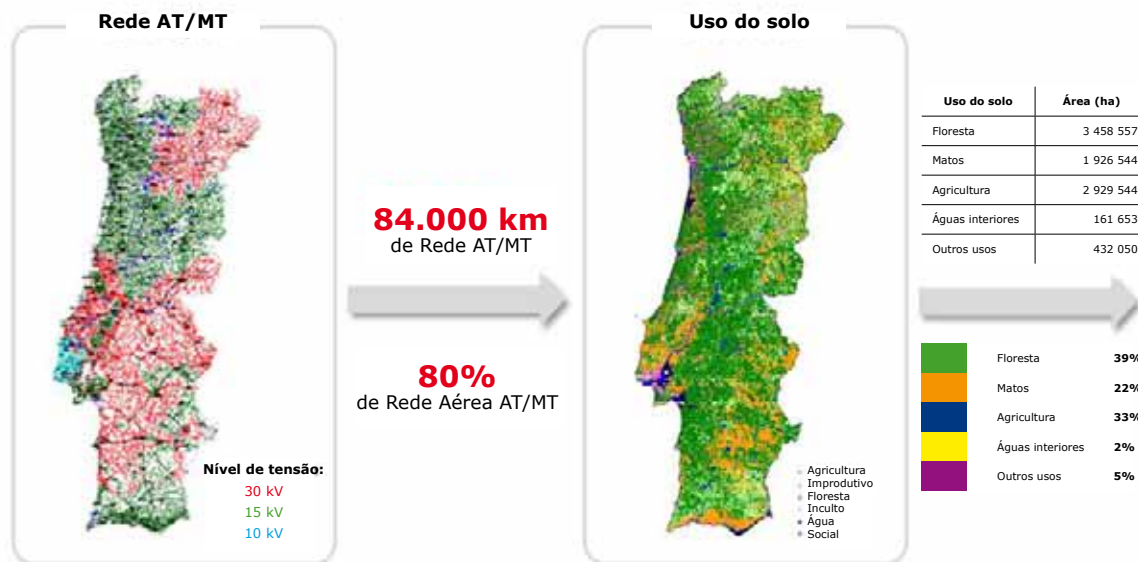 Rede AT/MT
Nível de tensão:
30 kV
15 kV
10 kV
84.000 km
de Rede AT/MT
80%
de Rede Aérea AT/MT
Uso do solo
Agricultura
Improdutivo
Floresta
Inculto
Água
Social
Uso do solo Área (ha)
Floresta 3 458 557
Matos 1 926 544
Agricultura 2 929 544
Águas interiores 161 653
Outros usos 432 050
Floresta 39%
Matos 22%
Agricultura 33%
Águas interiores 2%
Outros usos 5%